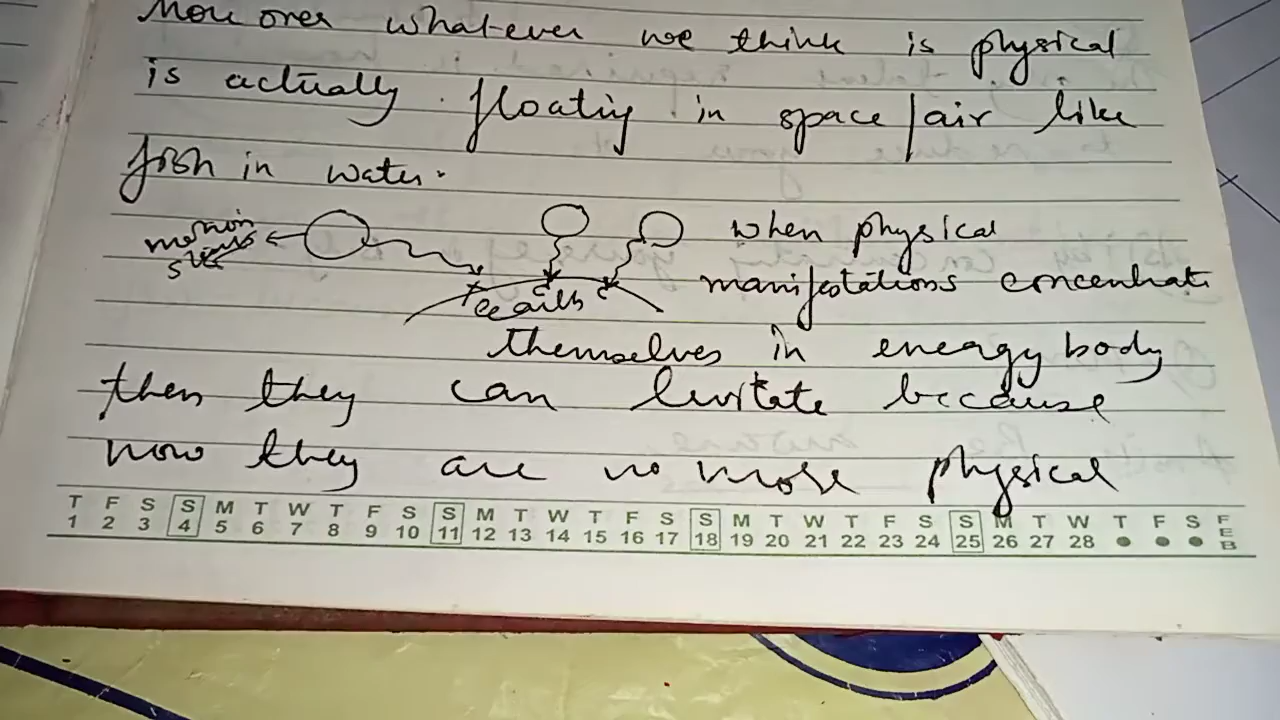 More over whatever we think is physical
is actually floating in space/air like
fish in water.
when physical
earth
manifestations concentrate
themselves in energy body
then they can levitate because
now they are no more physical
T F S S M T W T F S S M T W T F S S M T W T F S S M T W T F S FEB
1 2 3 4 5 6 7 8 9 10 11 12 13 14 15 16 17 18 19 20 21 22 23 24 25 26 27 28 • • •